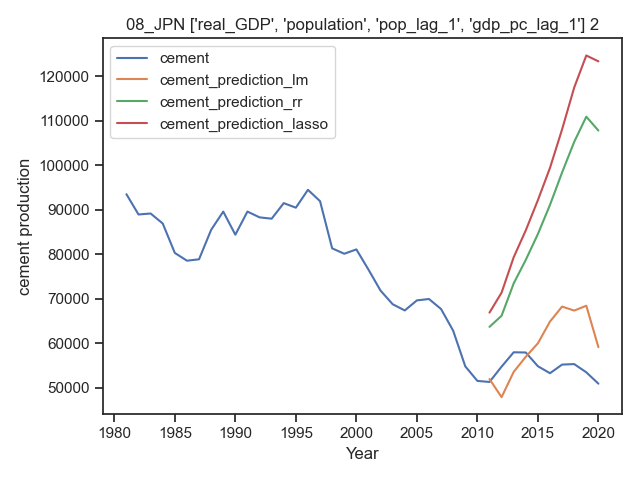 08_JPN ['real_GDP', 'population', 'pop_lag_1', 'gdp_pc_lag_1'] 2
cement
cement_prediction_lm
cement_prediction_rr
cement_prediction_lasso
cement production
120000
110000
100000
90000
80000
70000
60000
50000
1980 1985 1990 1995 2000 2005 2010 2015 2020
Year